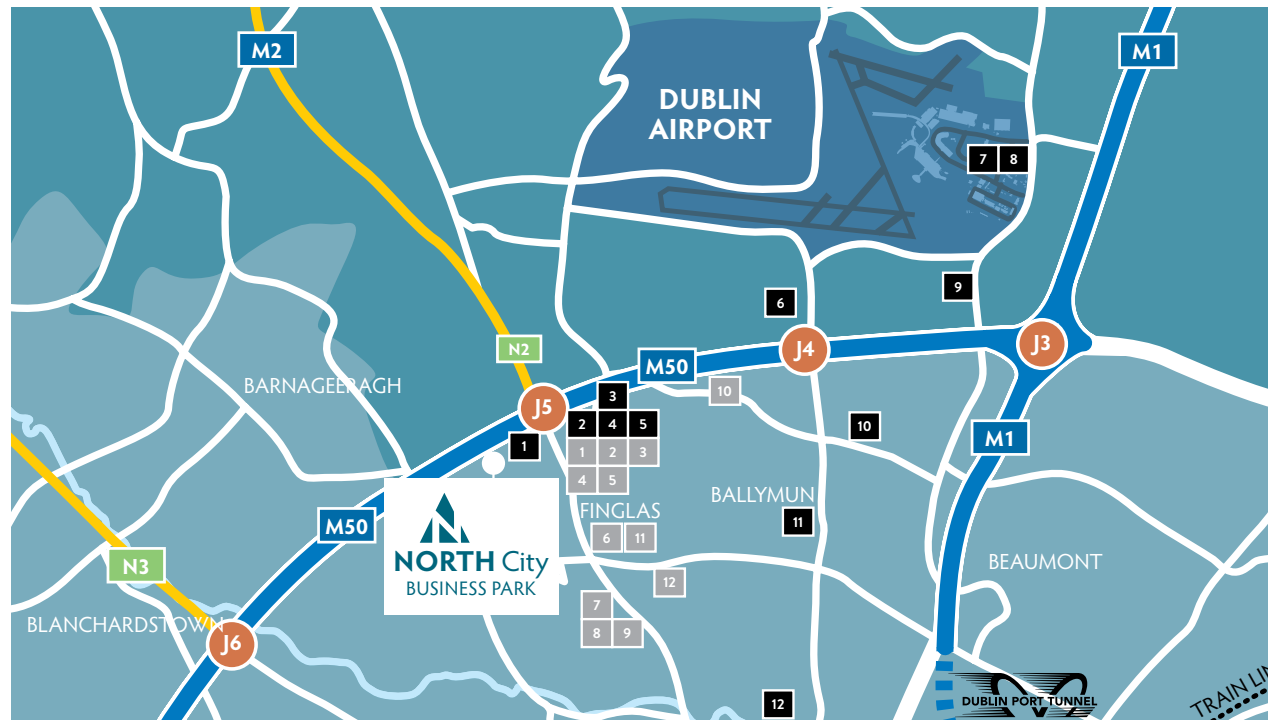 M2
M1
DUBLIN
AIRPORT
7 8
9
6
N2
J4
J3
M50
BARNAGEERAGH
J5
3
10
2 4 5
10
1
M1
1 2 3
4 5
BALLYMUN
FINGLAS
11
M50
6 11
NORTH City
BUSINESS PARK
N3
BEAUMONT
12
7
BLANCHARDSTOWN
8 9
J6
12
DUBLIN PORT TUNNEL
TRAIN LIN